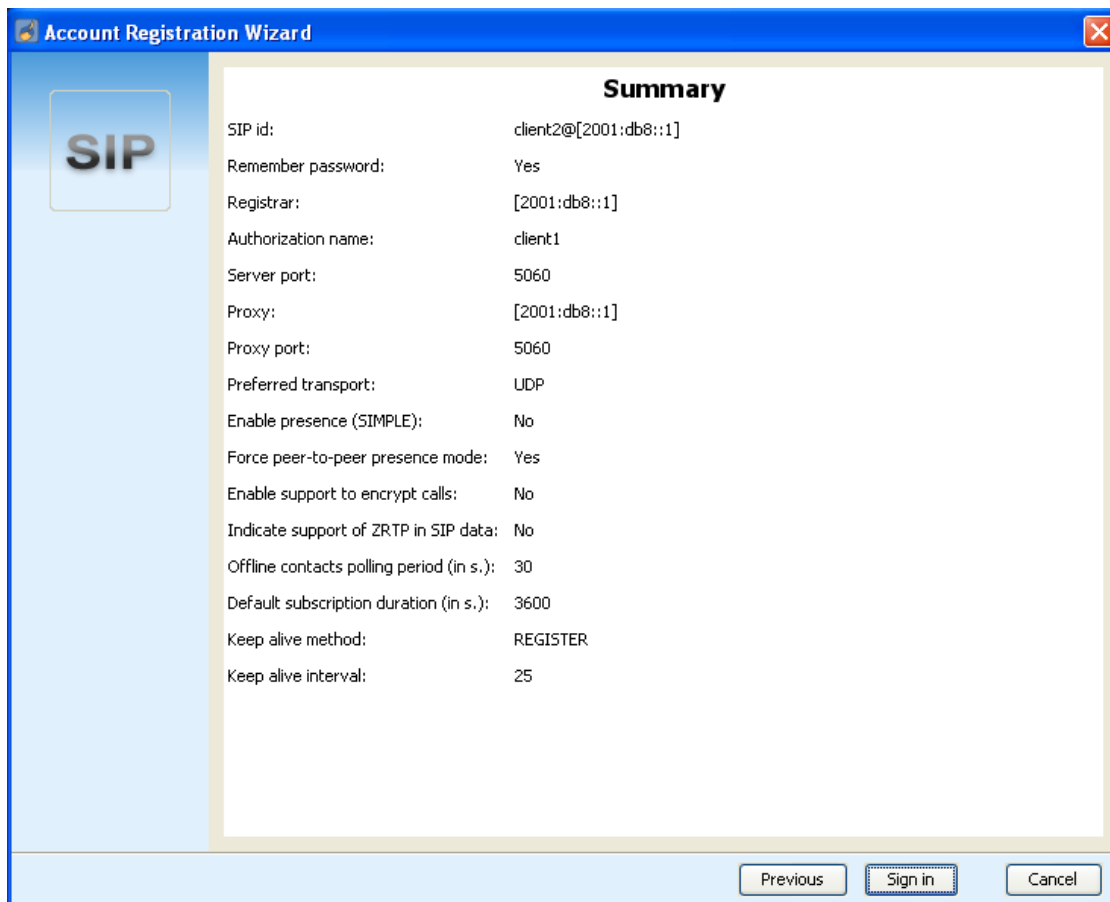 Account Registration Wizard
SIP
Summary
SIP id: client2@[2001:db8::1]
Remember password: Yes
Registrar: [2001:db8::1]
Authorization name: client1
Server port: 5060
Proxy: [2001:db8::1]
Proxy port: 5060
Preferred transport: UDP
Enable presence (SIMPLE): No
Force peer-to-peer presence mode: Yes
Enable support to encrypt calls: No
Indicate support of ZRTP in SIP data: No
Offline contacts polling period (in s.): 30
Default subscription duration (in s.): 3600
Keep alive method: REGISTER
Keep alive interval: 25
Previous Sign in Cancel